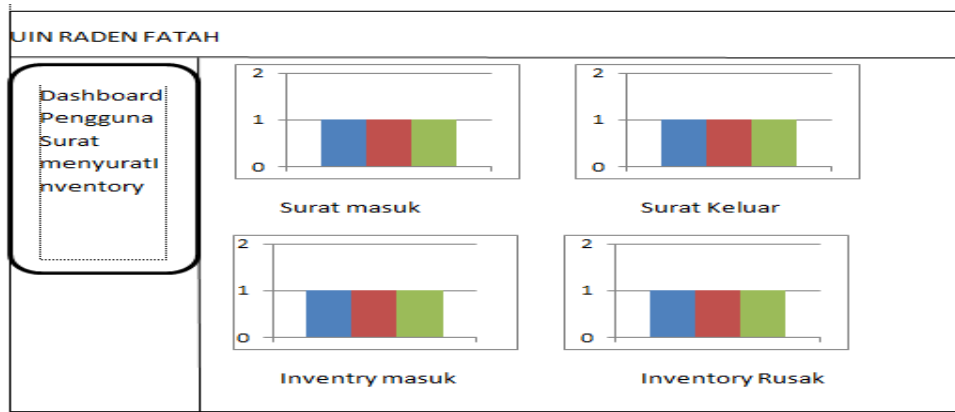 UIN RADEN FATAH
Dashboard
Pengguna
Surat
menyuratI
nventory
2
1
0
Surat masuk
2
1
0
Surat Keluar
2
1
0
Inventry masuk
2
1
0
Inventory Rusak